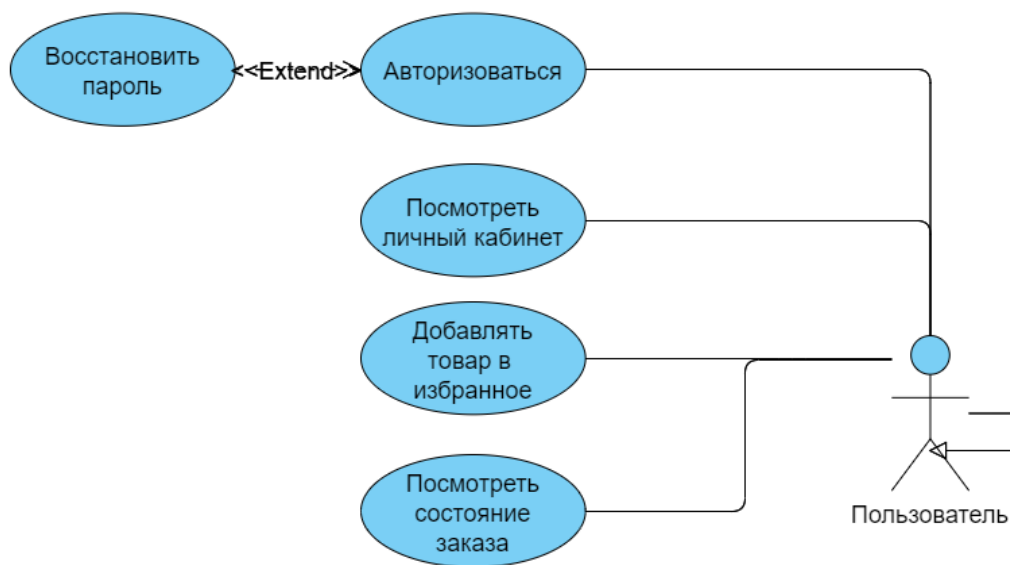 Восстановить
пароль
<<Extend>>
Авторизоваться
Посмотреть
личный кабинет
Добавлять
товар в
избранное
Посмотреть
состояние
заказа
Пользователь